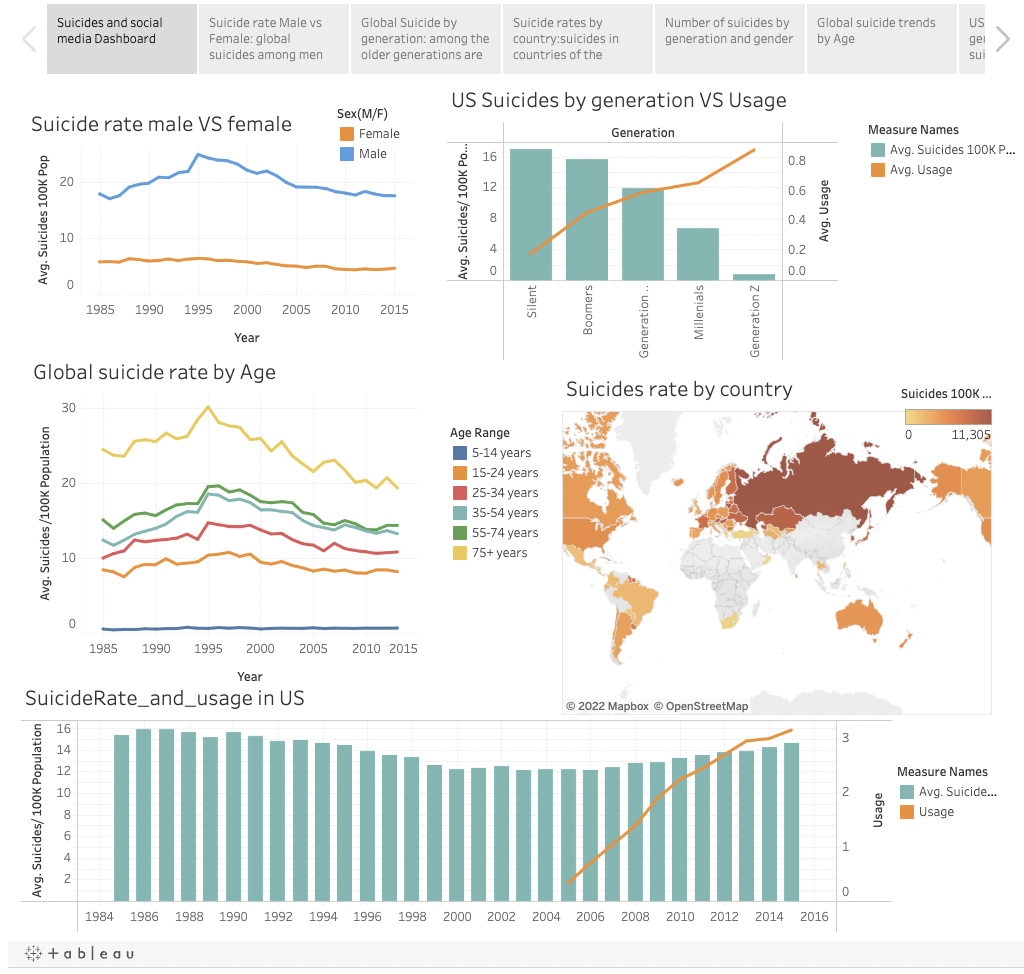 Suicides and social
media Dashboard
Suicide rate Male vs
Female: global
suicides among men
Global Suicide by
generation: among the
older generations are
Suicide rates by
country:suicides in
countries of the
Number of suicides by
generation and gender
Global suicide trends
by Age
US
ger
sui
Suicide rate male VS female
Sex(M/F)
Female
Male
Avg. Suicides 100K Pop
20
10
0
1985 1990 1995 2000 2005 2010 2015
Year
US Suicides by generation VS Usage
Generation
Avg. Suicides/ 100K Po...
16
12
8
4
0
0.8
0.6
0.4
0.2
0.0
Avg. Usage
Silent
Boomers
Generation ..
Millenials
Generation Z
Measure Names
Avg. Suicides 100K P...
Avg. Usage
Global suicide rate by Age
Avg. Suicides /100K Population
30
20
10
0
1985 1990 1995 2000 2005 2010 2015
Year
Age Range
5-14 years
15-24 years
25-34 years
35-54 years
55-74 years
75+ years
Suicides rate by country
Suicides 100K ...
0 11,305
© 2022 Mapbox © OpenStreetMap
SuicideRate_and_usage in US
Avg. Suicides/ 100K Population
16
14
12
10
8
6
4
2
3
2
1
0
Usage
1984 1986 1988 1990 1992 1994 1996 1998 2000 2002 2004 2006 2008 2010 2012 2014 2016
Measure Names
Avg. Suicide...
Usage
+ a b | e a u